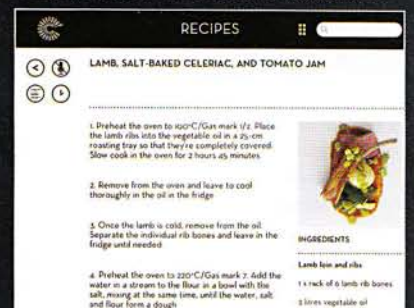 RECIPES
LAMB, SALT-BAKED CELERIAC, AND TOMATO JAM
1. Preheat the oven to 100°C/Gas mark 1/2. Place
the lamb ribs into the vegetable oil in a 25-cm
roasting tray so that they're completely covered.
Slow cook in the oven for 2 hours 45 minutes
2. Remove from the oven and leave to cool
thoroughly in the oil in the fridge
3. Once the lamb is cold, remove from the oil.
Separate the individual rib bones and leave in the
fridge until needed
4. Preheat the oven to 220°C/Gas mark 7. Add the
water in a stream to the flour in a bowl with the
salt, mixing at the same time, until the water, salt
and flour form a dough
INGREDIENTS
Lamb loin and ribs
1 x rack of 6 lamb rib bones
3 litres vegetable oil